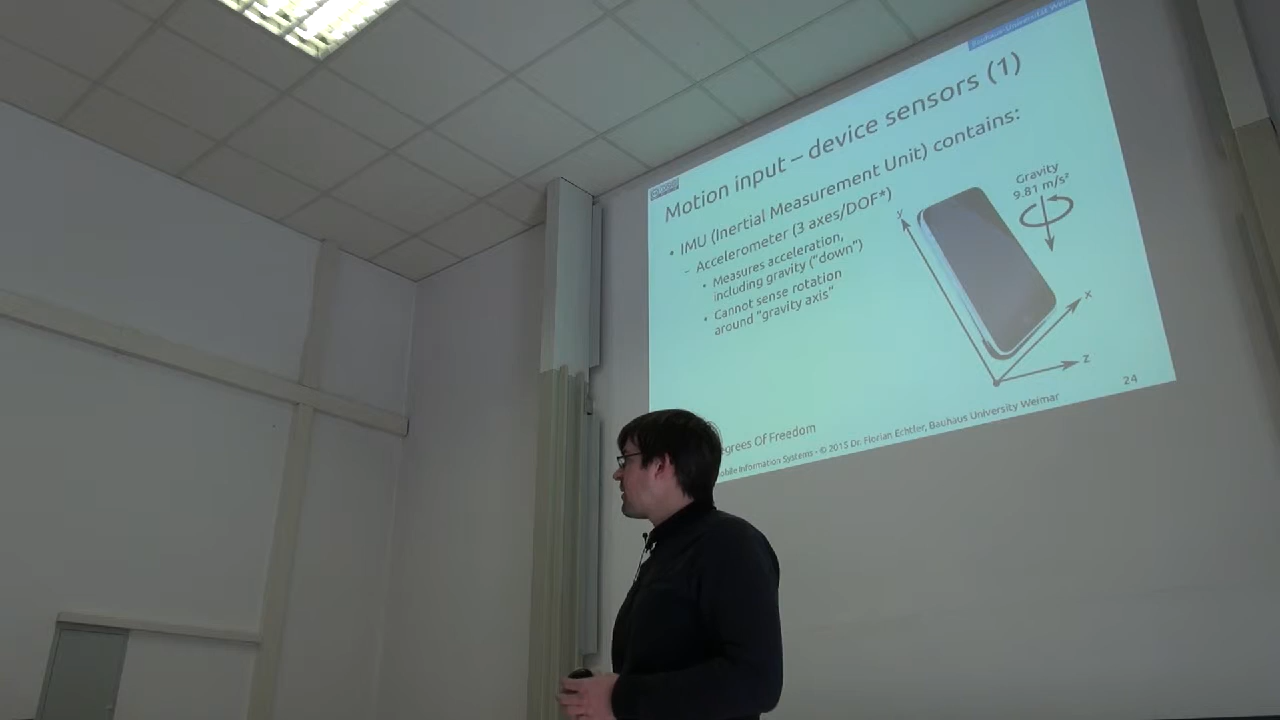 Motion input – device sensors (1)
• IMU (Inertial Measurement Unit) contains:
– Accelerometer (3 axes/DOF*)
• Measures acceleration,
including gravity ("down")
• Cannot sense rotation
around "gravity axis"
Gravity
9.81 m/s²
y
x
z
egrees Of Freedom
obile Information Systems - © 2015 Dr. Florian Echtler, Bauhaus University Weimar
24